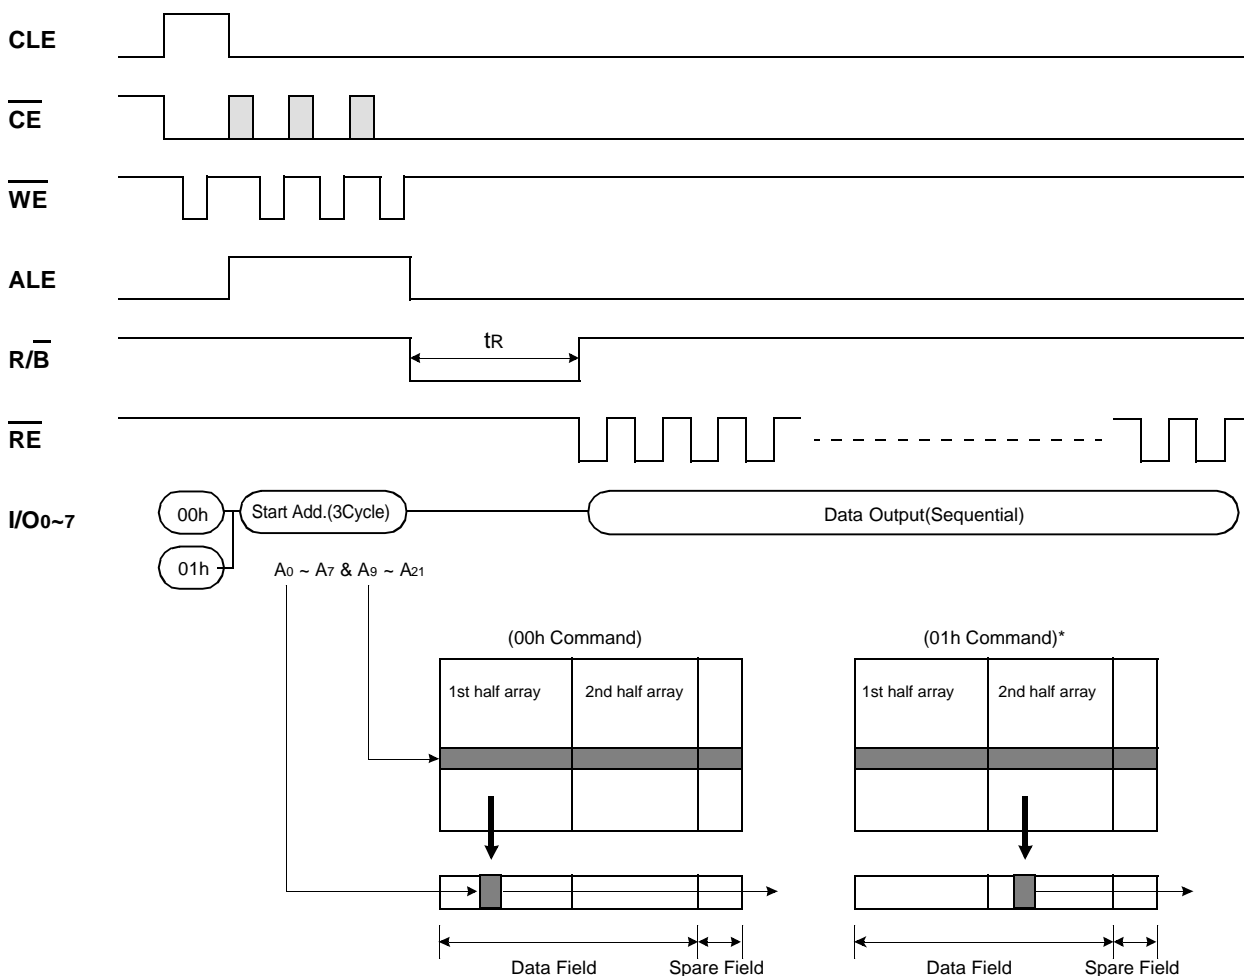 CLE
CE
WE
ALE
R/B
tR
RE
I/O0~7
00h
Start Add.(3Cycle)
Data Output(Sequential)
01h
A0 ~ A7 & A9 ~ A21
(00h Command)
(01h Command)*
1st half array
2nd half array
1st half array
2nd half array
Data Field
Spare Field
Data Field
Spare Field